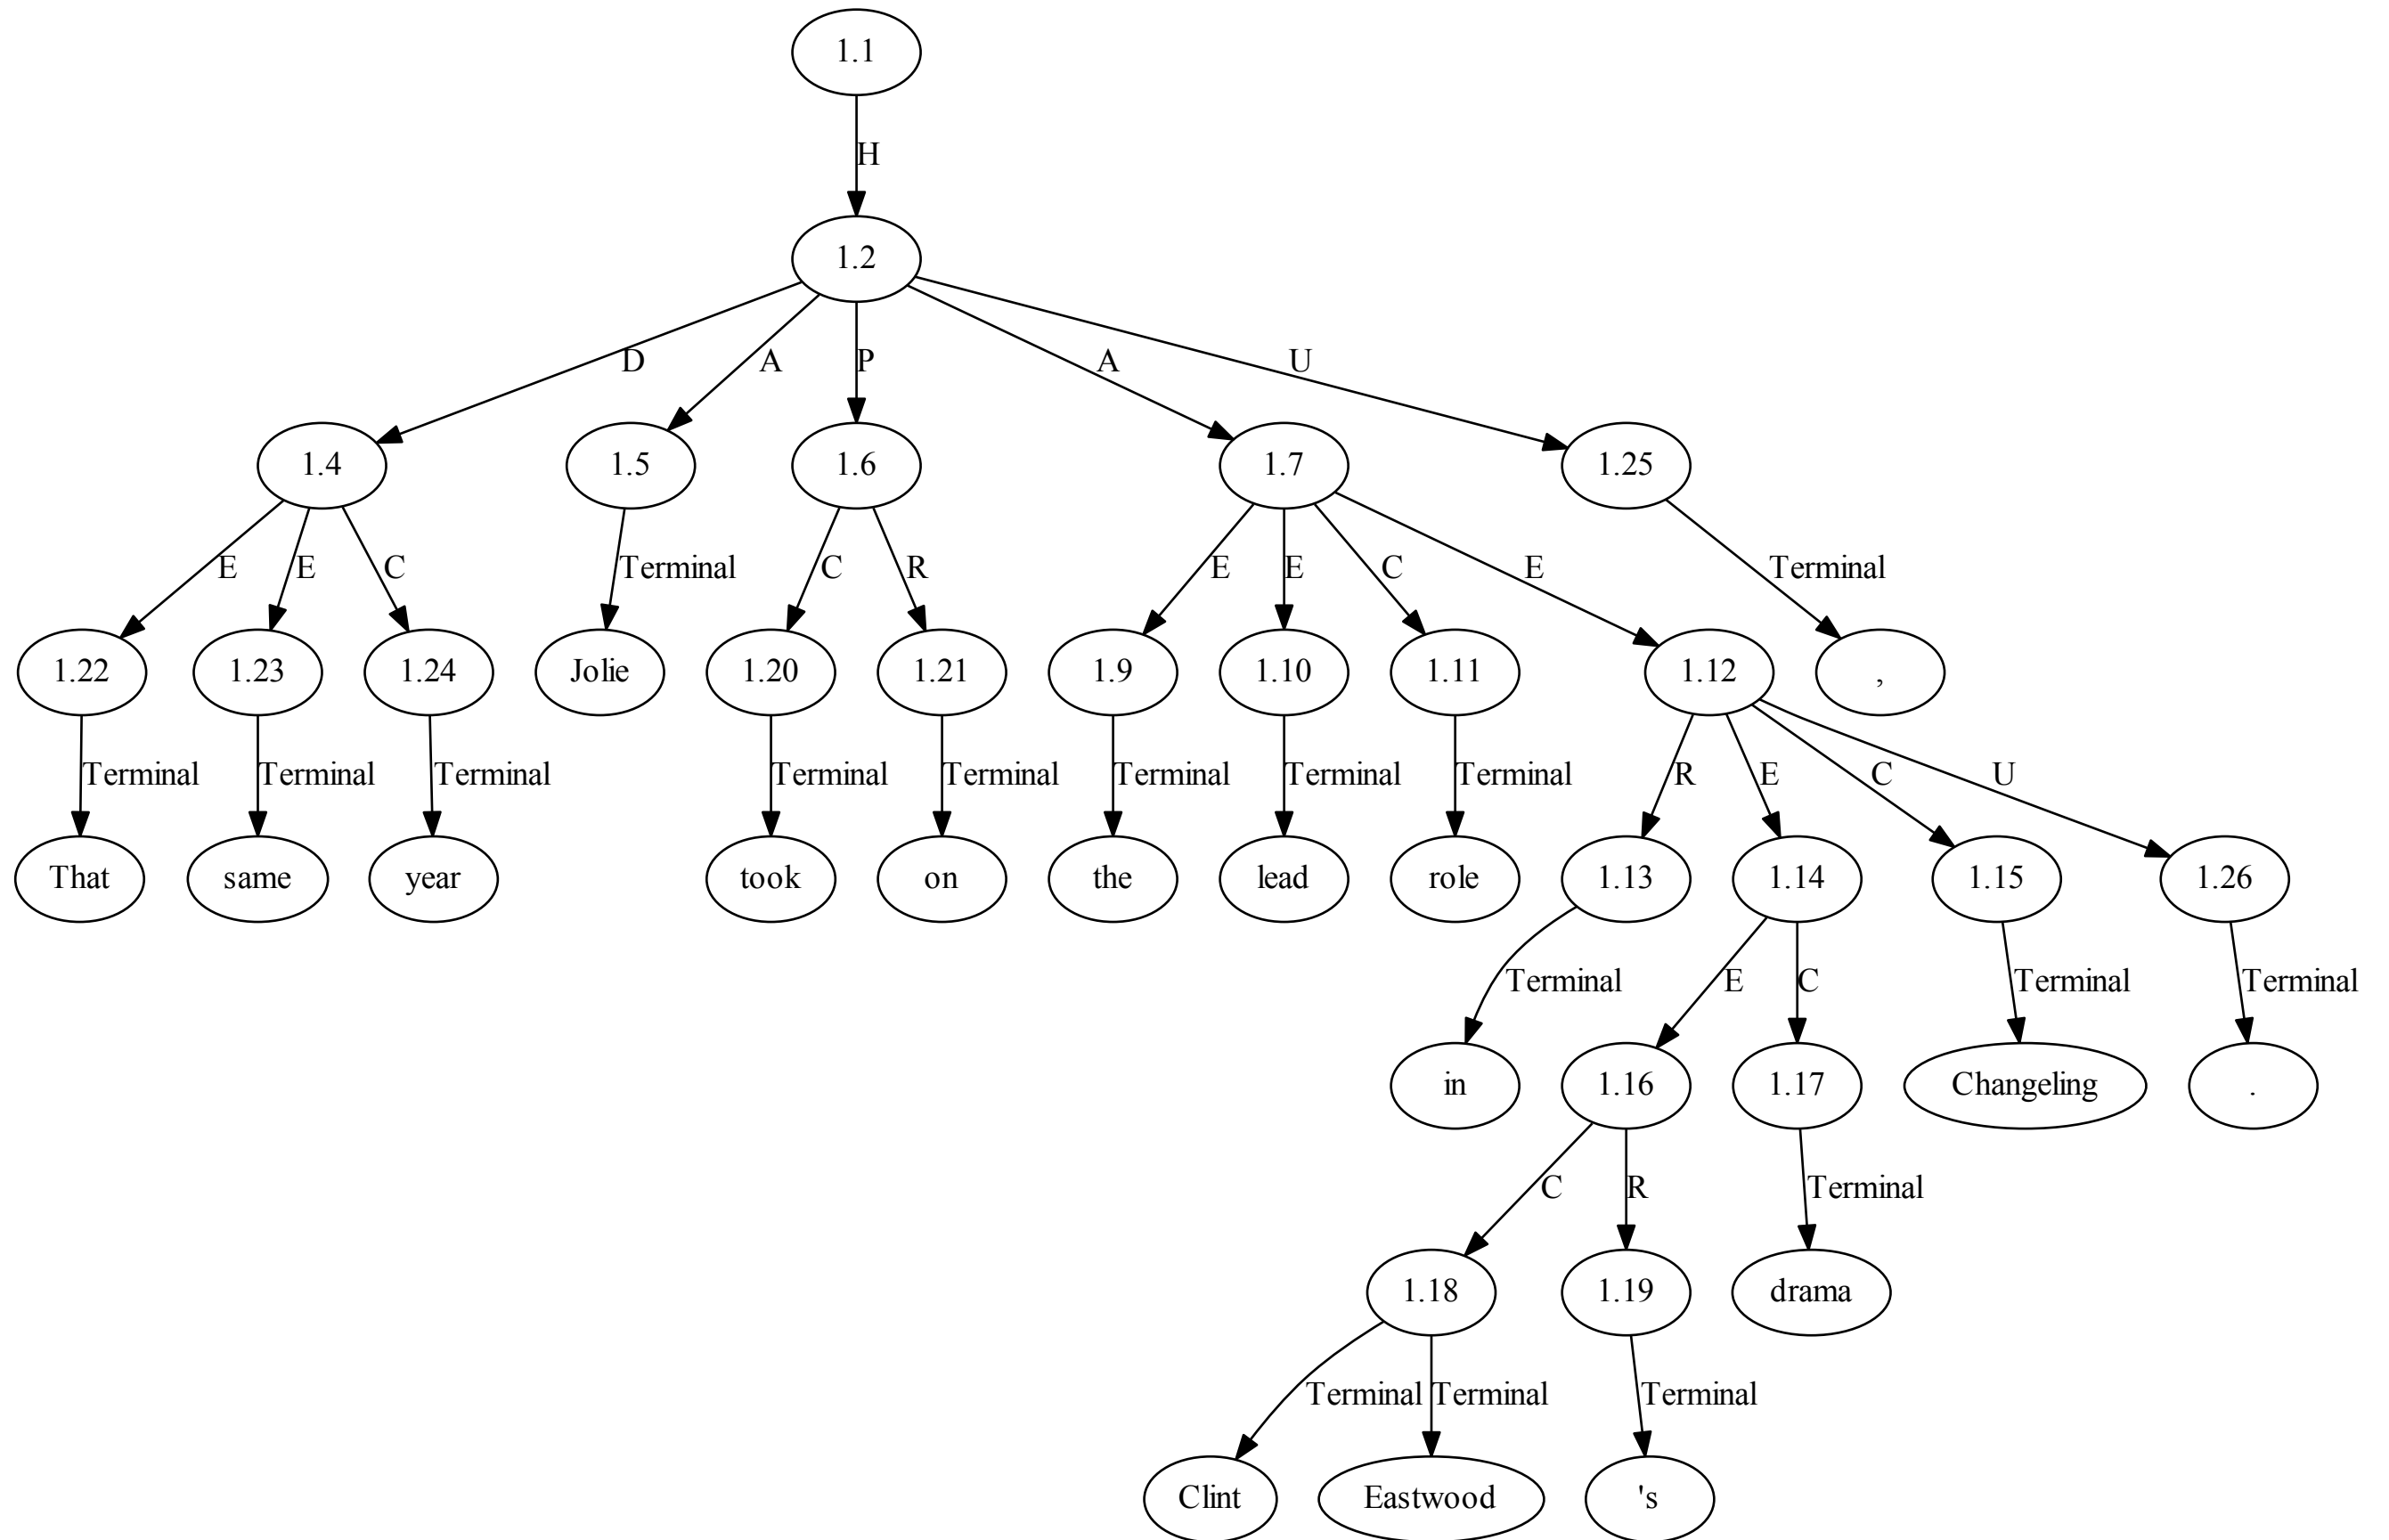 1.1
H
1.2
D A P A U
1.4 1.5 1.6 1.7 1.25
E E C Terminal C R E E C E Terminal
1.22 1.23 1.24 Jolie 1.20 1.21 1.9 1.10 1.11 1.12 ,
Terminal Terminal Terminal Terminal Terminal Terminal Terminal Terminal R E C U
That same year took on the lead role 1.13 1.14 1.15 1.26
Terminal E C Terminal Terminal
in 1.16 1.17 Changeling .
C R Terminal
1.18 1.19 drama
Terminal Terminal Terminal
Clint Eastwood 's